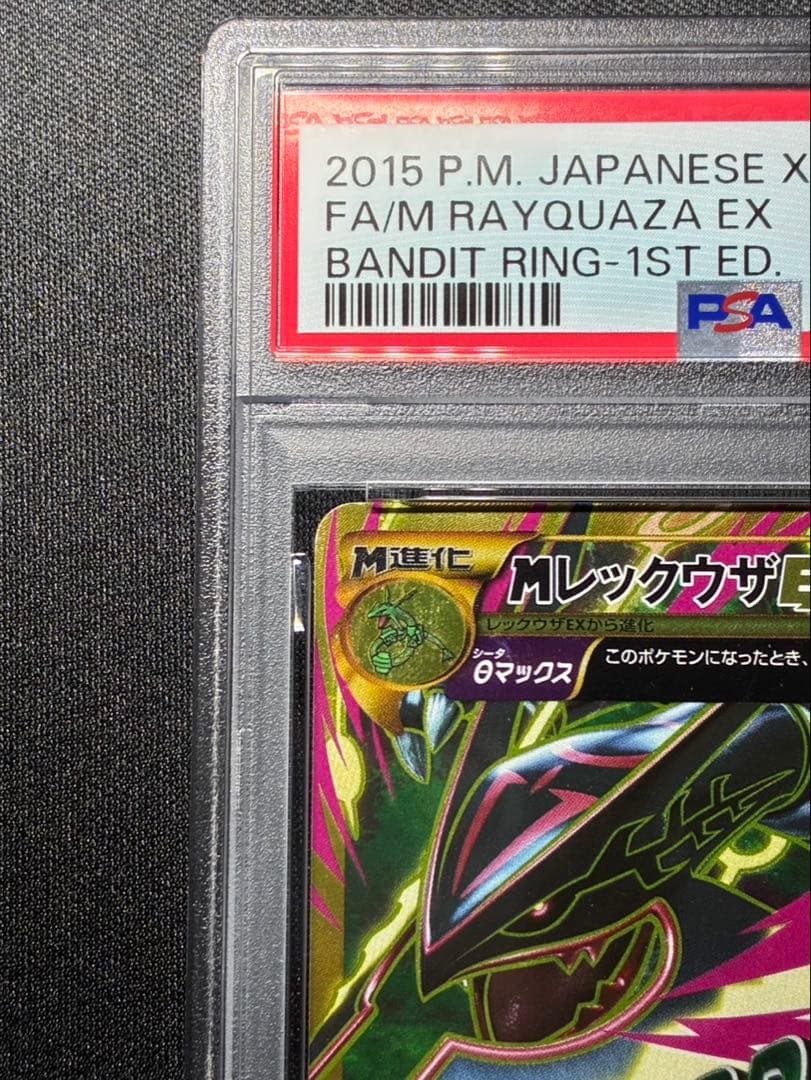 2015 P.M. JAPANESE X
FA/M RAYQUAZA EX
BANDIT RING-1ST ED.
PSA
M進化
MレックウザE
レックウザEXから進化
シータ
θマックス
このポケモンになったとき、